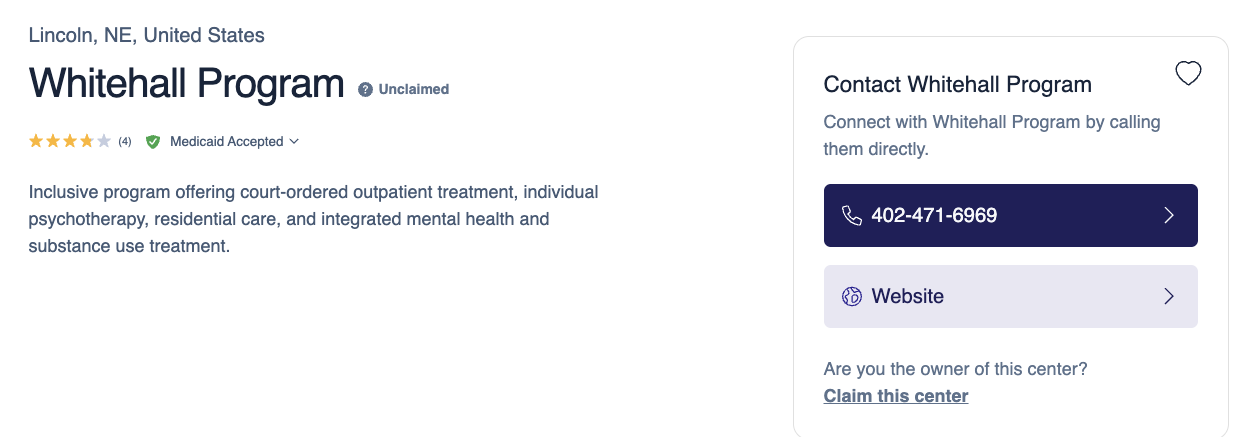 Lincoln, NE, United States
Whitehall Program ? Unclaimed
(4) Medicaid Accepted
Inclusive program offering court-ordered outpatient treatment, individual
psychotherapy, residential care, and integrated mental health and
substance use treatment.
Contact Whitehall Program
Connect with Whitehall Program by calling
them directly.
402-471-6969
Website
Are you the owner of this center?
Claim this center